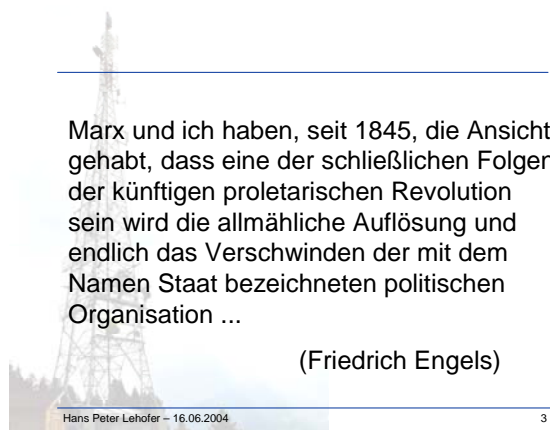 Marx und ich haben, seit 1845, die Ansicht
gehabt, dass eine der schließlichen Folgen
der künftigen proletarischen Revolution
sein wird die allmähliche Auflösung und
endlich das Verschwinden der mit dem
Namen Staat bezeichneten politischen
Organisation ...
(Friedrich Engels)
Hans Peter Lehofer – 16.06.2004 3